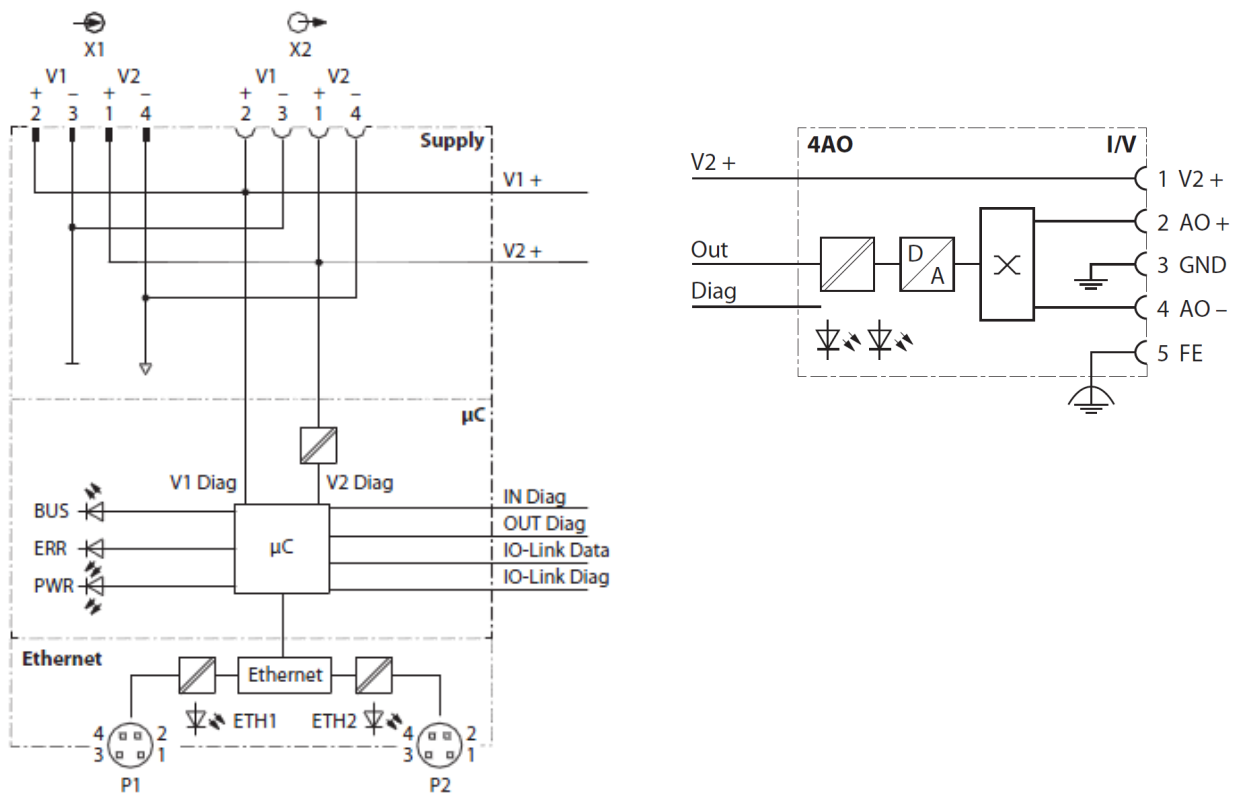 X1 X2
V1 V2 V1 V2
+ – + – + – + –
2 3 1 4 2 3 1 4
Supply
V1 +
V2 +
µC
V1 Diag V2 Diag
BUS
ERR
PWR
µC
IN Diag
OUT Diag
IO-Link Data
IO-Link Diag
Ethernet
Ethernet
ETH1 ETH2
4 2 4 2
3 1 3 1
P1 P2
4AO I/V
V2 + 1 V2 +
2 AO +
Out D A 3 GND
Diag 4 AO –
5 FE